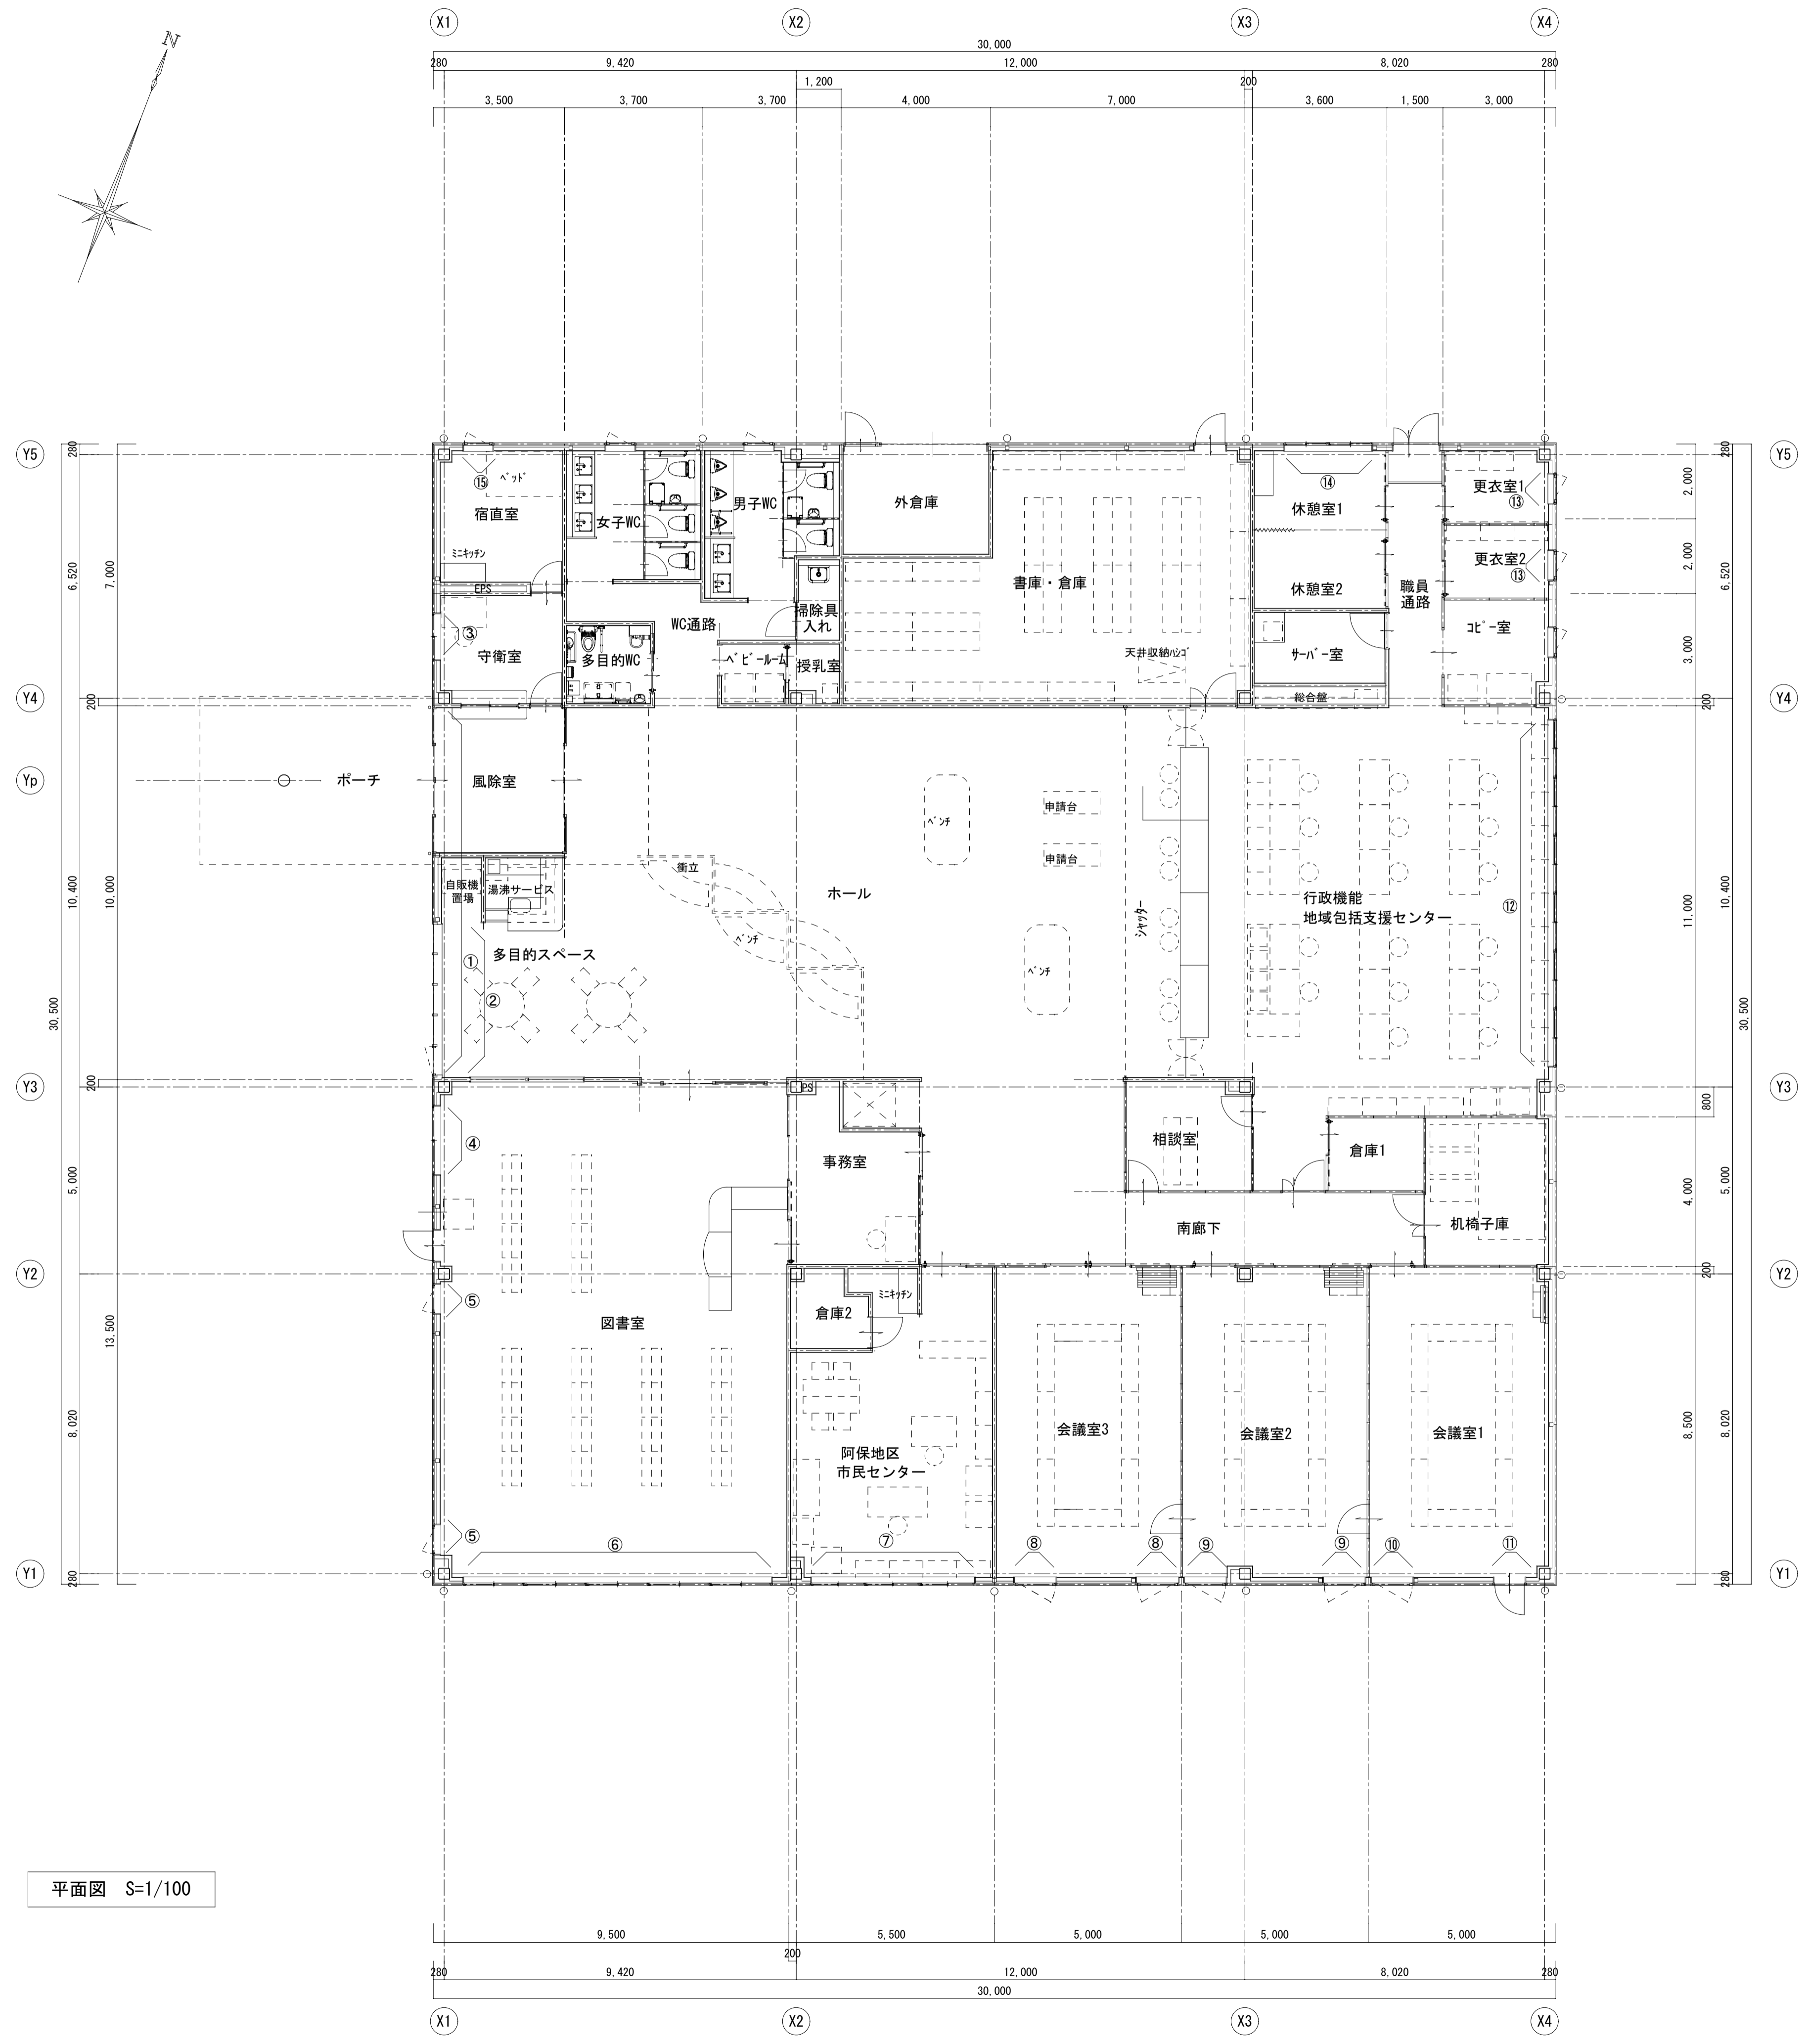 X1 X2 X3 X4
N
30,000
280 9,420 12,000 8,020 280
1,200 200
3,500 3,700 3,700 4,000 7,000 3,600 1,500 3,000
Y5 280 280 Y5
2,000
⑮ ﾍﾞｯﾄﾞ
宿直室
女子WC
男子WC
外倉庫
⑭
休憩室1
更衣室1
⑬
ﾐﾆｷｯﾁﾝ
EPS
6,520 7,000
書庫・倉庫
休憩室2
職員
通路
更衣室2
⑬
2,000 6,520
③
守衛室
WC通路
掃除具
入れ
多目的WC
ﾍﾞﾋﾞｰﾙｰﾑ
授乳室
天井収納ﾊｼｺﾞ
ｻｰﾊﾞｰ室
ｺﾋﾟｰ室
3,000
総合盤
Y4 200 200 Y4
Yp
ポーチ
風除室
ﾍﾞﾝﾁ
申請台
申請台
自販機
置場
湯沸サービス
衝立
ホール
ｼｬｯﾀｰ
行政機能
地域包括支援センター
⑫
10,400 10,000
11,000 10,400
ﾍﾞﾝﾁ
多目的スペース
①
②
ﾍﾞﾝﾁ
30,500 30,500
Y3 200 PS Y3
800
④
事務室
相談室
倉庫1
5,000
4,000 5,000
南廊下
机椅子庫
Y2 200 Y2
⑤
図書室
倉庫2
ﾐﾆｷｯﾁﾝ
13,500
8,020
阿保地区
市民センター
会議室3
会議室2
会議室1
8,500 8,020
⑤
⑥
⑦
⑧ ⑧ ⑨ ⑨ ⑩ ⑪
Y1 280 280 Y1
平面図 S=1/100
9,500 5,500 5,000 5,000 5,000
200
280 9,420 12,000 8,020 280
30,000
X1 X2 X3 X4